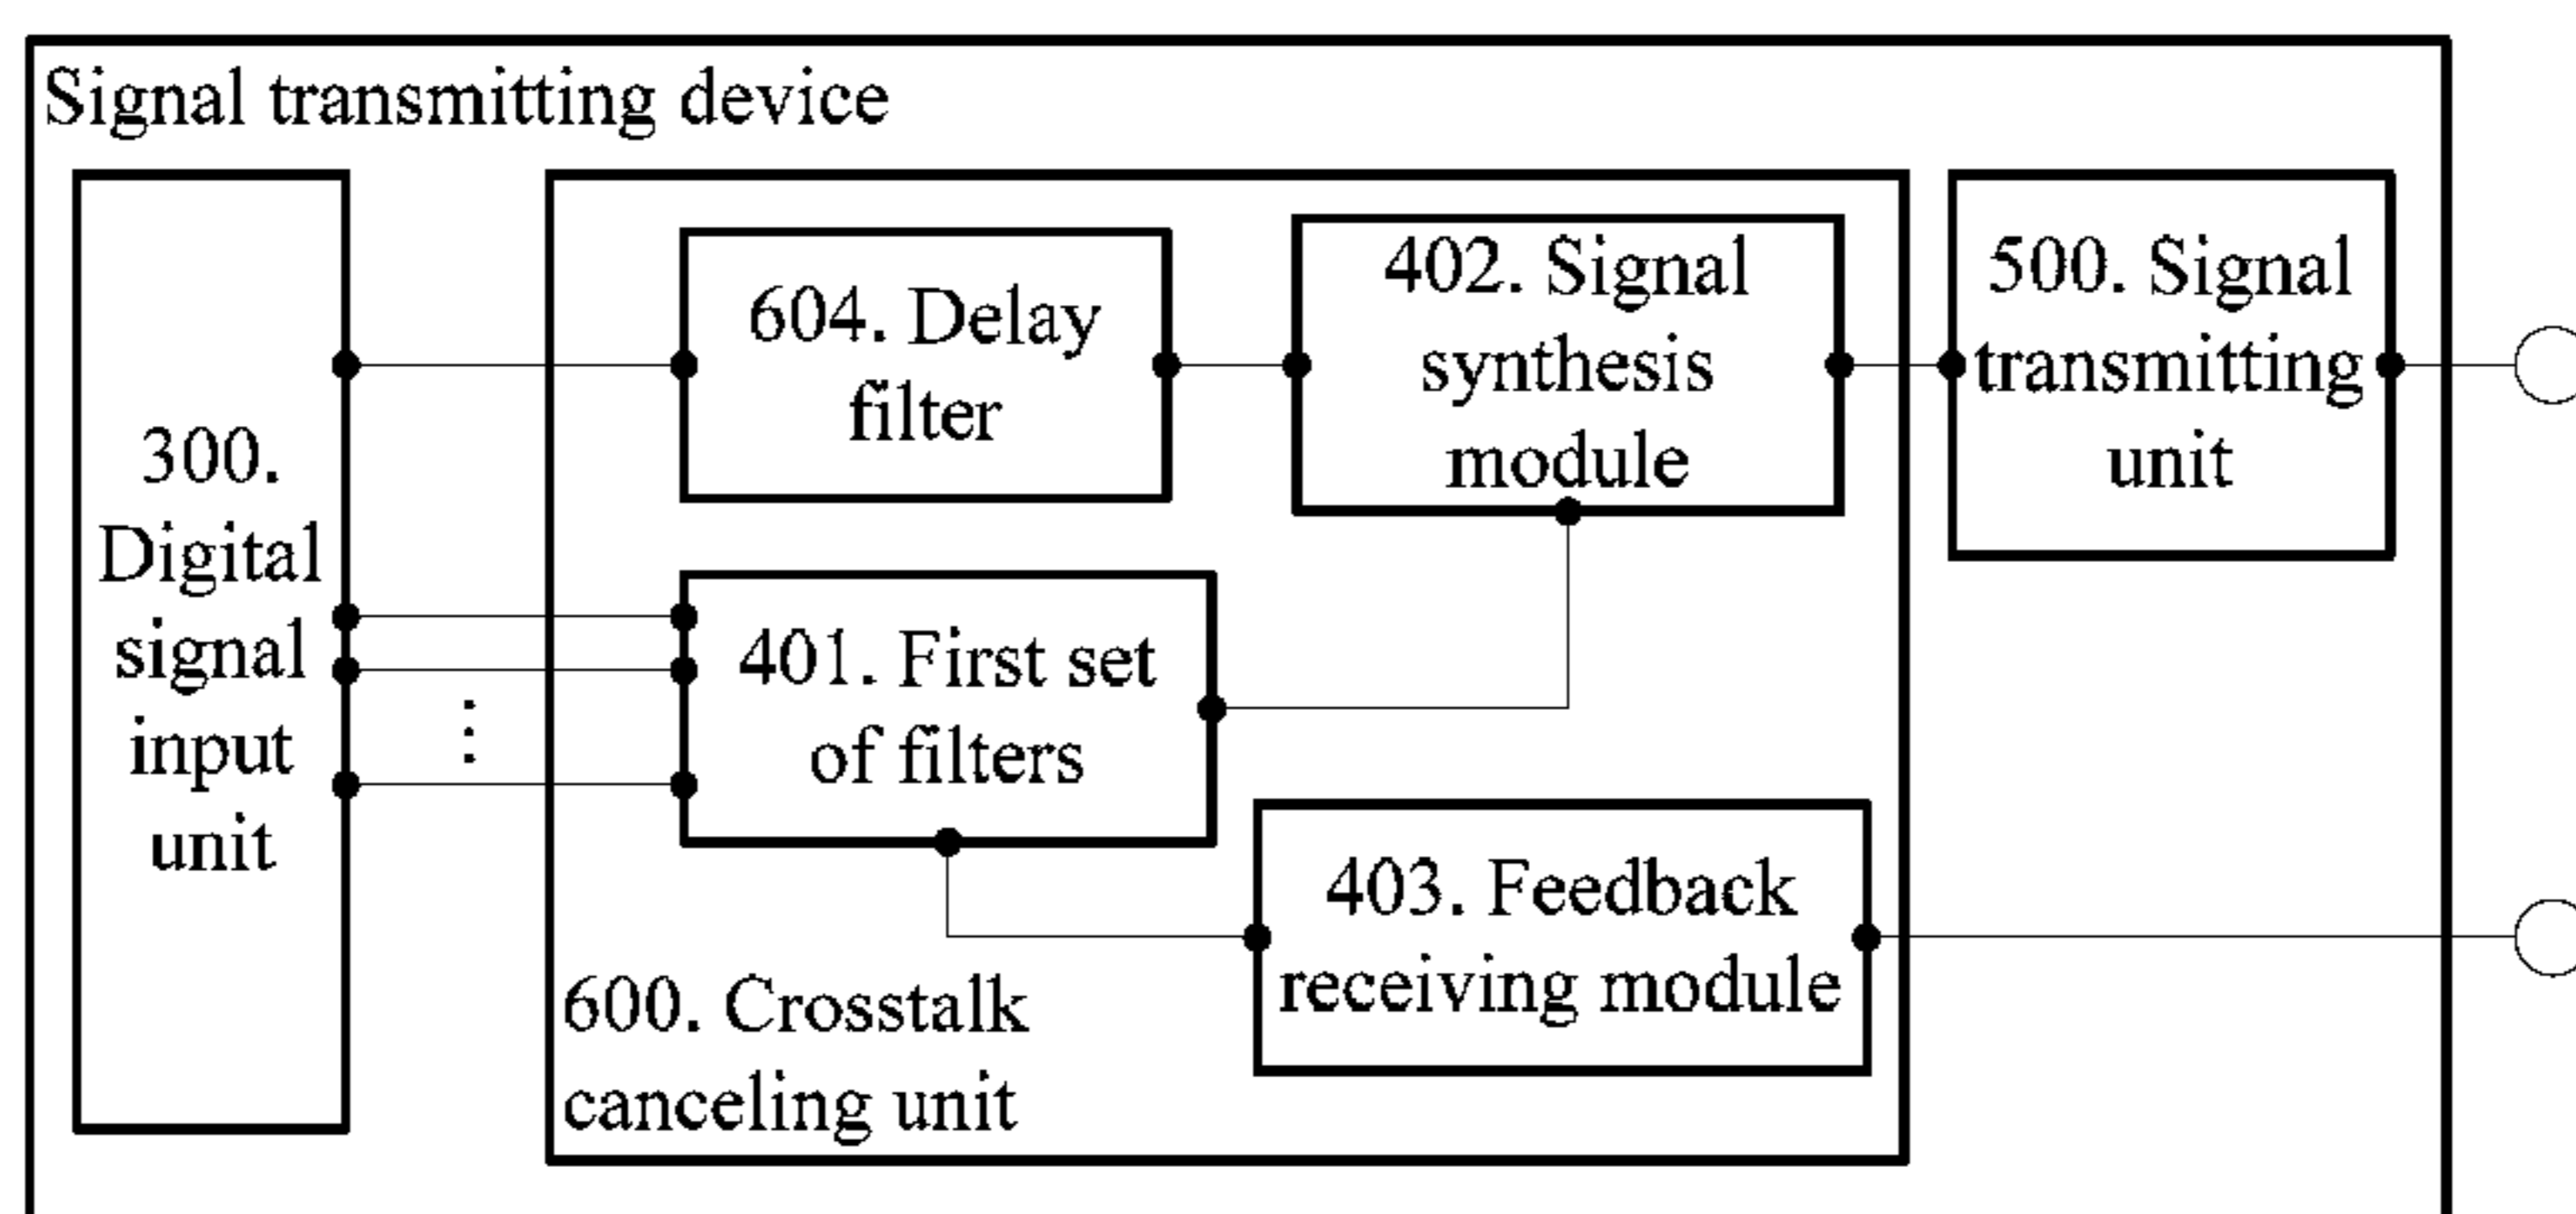 Signal transmitting device
300.
Digital
signal
input
unit
604. Delay
filter
402. Signal
synthesis
module
500. Signal
transmitting
unit
401. First set
of filters
403. Feedback
receiving module
600. Crosstalk
canceling unit